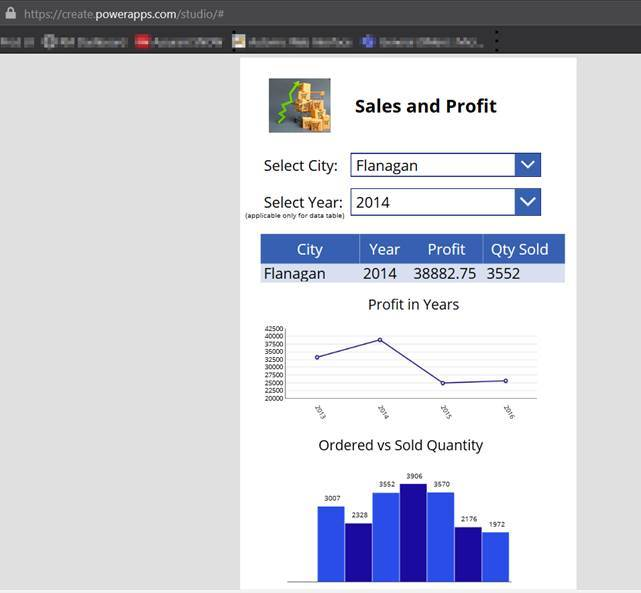 https://create.powerapps.com/studio/#
Sales and Profit
Select City: Flanagan
Select Year: 2014
(applicable only for data table)
City Year Profit Qty Sold
Flanagan 2014 38882.75 3552
Profit in Years
42500
40000
37500
35000
32500
30000
27500
25000
22500
20000
2013 2014 2015 2016
Ordered vs Sold Quantity
3906
3552 3570
3007
2328 2176
1972